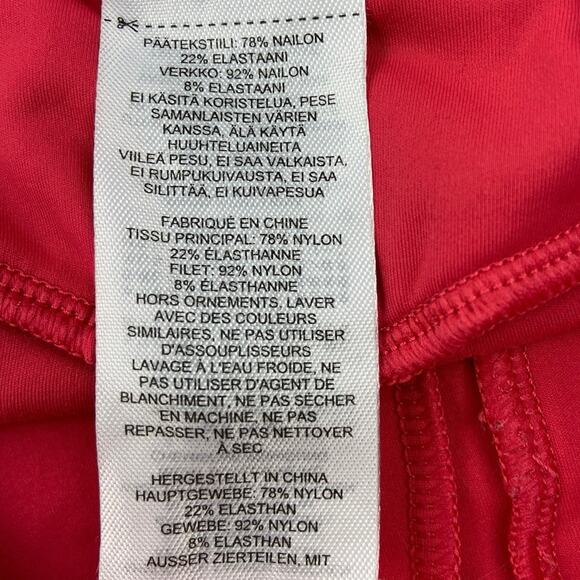 PÄÄTEKSTIILI: 78% NAILON
22% ELASTAANI
VERKKO: 92% NAILON
8% ELASTAANI
EI KÄSITÄ KORISTELUA, PESE
SAMANLAISTEN VÄRIEN
KANSSA, ÄLÄ KÄYTÄ
HUUHTELUAINEITA
VIILEÄ PESU, EI SAA VALKAISTA,
EI RUMPUKUIVAUSTA, EI SAA
SILITTÄÄ, EI KUIVAPESUA
FABRIQUÉ EN CHINE
TISSU PRINCIPAL: 78% NYLON
22% ÉLASTHANNE
FILET: 92% NYLON
8% ÉLASTHANNE
HORS ORNEMENTS, LAVER
AVEC DES COULEURS
SIMILAIRES, NE PAS UTILISER
D'ASSOUPLISSEURS
LAVAGE À L'EAU FROIDE, NE
PAS UTILISER D'AGENT DE
BLANCHIMENT, NE PAS SÉCHER
EN MACHINE, NE PAS
REPASSER, NE PAS NETTOYER
À SEC
HERGESTELLT IN CHINA
HAUPTGEWEBE: 78% NYLON
22% ELASTHAN
GEWEBE: 92% NYLON
8% ELASTHAN
AUSSER ZIERTEILEN, MIT